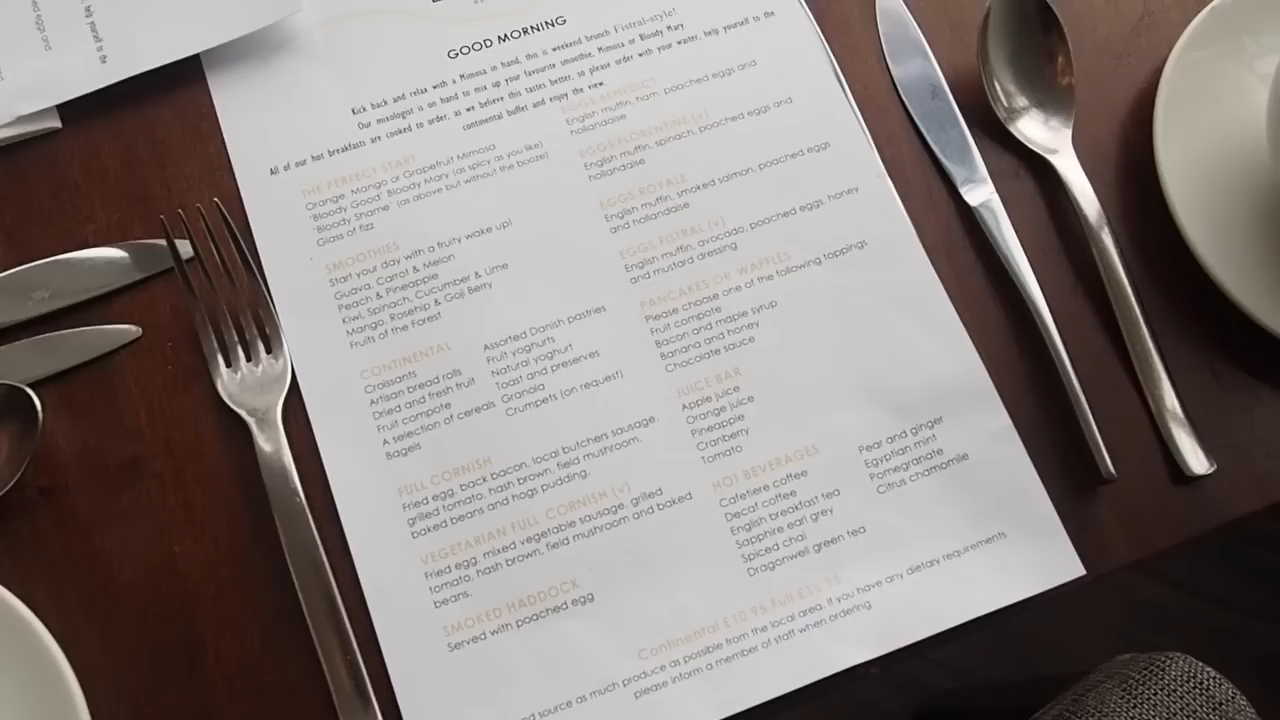 GOOD MORNING
Kick back and relax with a Mimosa in hand, this is weekend brunch Fistral-style!
Our mixologist is on hand to mix up your favourite smoothie, Mimosa or Bloody Mary.
All of our hot breakfasts are cooked to order, as we believe this tastes better, so please order with your waiter, help yourself to the
continental buffet and enjoy the view.
THE PERFECT START
Orange, Mango or Grapefruit Mimosa
'Bloody Good' Bloody Mary (as spicy as you like)
'Bloody Shame' (as above but without the booze)
Glass of fizz
SMOOTHIES
Start your day with a fruity wake up!
Guava, Carrot & Melon
Peach & Pineapple
Kiwi, Spinach, Cucumber & Lime
Mango, Rosehip & Goji Berry
Fruits of the Forest
CONTINENTAL
Croissants
Artisan bread rolls
Dried and fresh fruit
Fruit compote
A selection of cereals
Bagels
Assorted Danish pastries
Fruit yoghurts
Natural yoghurt
Toast and preserves
Granola
Crumpets (on request)
FULL CORNISH
Fried egg, back bacon, local butchers sausage,
grilled tomato, hash brown, field mushroom,
baked beans and hogs pudding.
VEGETARIAN FULL CORNISH (v)
Fried egg, mixed vegetable sausage, grilled
tomato, hash brown, field mushroom and baked
beans.
SMOKED HADDOCK
Served with poached egg
EGGS BENEDICT
English muffin, ham, poached eggs and
hollandaise
EGGS FLORENTINE (v)
English muffin, spinach, poached eggs and
hollandaise
EGGS ROYALE
English muffin, smoked salmon, poached eggs
and hollandaise
EGGS FISTRAL (v)
English muffin, avocado, poached eggs, honey
and mustard dressing
PANCAKES OR WAFFLES
Please choose one of the following toppings
Fruit compote
Bacon and maple syrup
Banana and honey
Chocolate sauce
JUICE BAR
Apple juice
Orange juice
Pineapple
Cranberry
Tomato
HOT BEVERAGES
Cafetiere coffee
Decaf coffee
English breakfast tea
Sapphire earl grey
Spiced chai
Dragonwell green tea
Pear and ginger
Egyptian mint
Pomegranate
Citrus chamomile
Continental £10.95 Full £15.95
and source as much produce as possible from the local area. If you have any dietary requirements
please inform a member of staff when ordering
help yourself to the